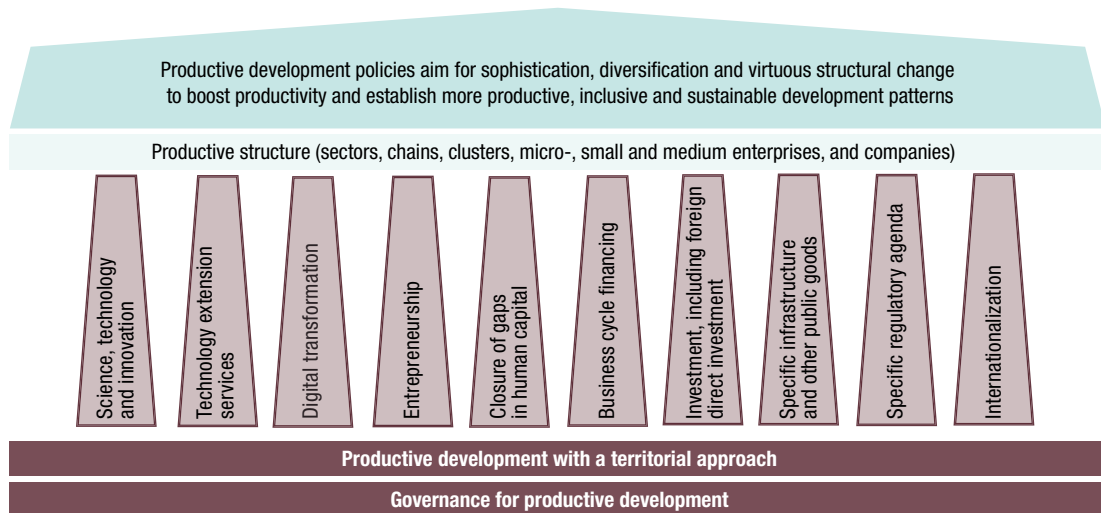 Productive development policies aim for sophistication, diversification and virtuous structural change
to boost productivity and establish more productive, inclusive and sustainable development patterns
Productive structure (sectors, chains, clusters, micro-, small and medium enterprises, and companies)
Science, technology
and innovation
Technology extension
services
Digital transformation
Entrepreneurship
Closure of gaps
in human capital
Business cycle financing
Investment, including foreign
direct investment
Specific infrastructure
and other public goods
Specific regulatory agenda
Internationalization
Productive development with a territorial approach
Governance for productive development